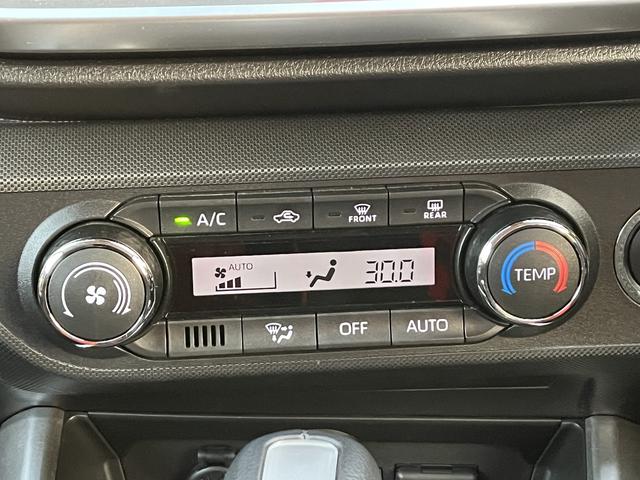 A/C FRONT REAR
AUTO 30.0 TEMP
OFF AUTO